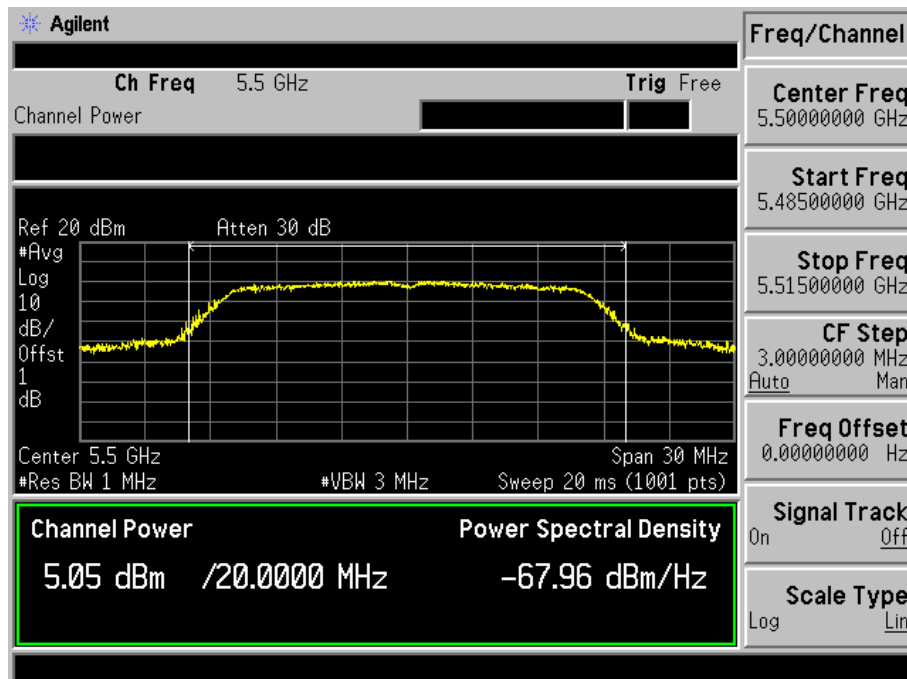 Agilent
Freq/Channel
Ch Freq 5.5 GHz Trig Free
Channel Power
Center Freq
5.50000000 GHz
Start Freq
5.48500000 GHz
Stop Freq
5.51500000 GHz
CF Step
3.00000000 MHz
Auto Man
Freq Offset
0.00000000 Hz
Signal Track
On Off
Scale Type
Log Lin
Ref 20 dBm Atten 30 dB
#Avg
Log
10
dB/
Offst
1
dB
Center 5.5 GHz Span 30 MHz
#Res BW 1 MHz #VBW 3 MHz Sweep 20 ms (1001 pts)
Channel Power Power Spectral Density
5.05 dBm /20.0000 MHz -67.96 dBm/Hz